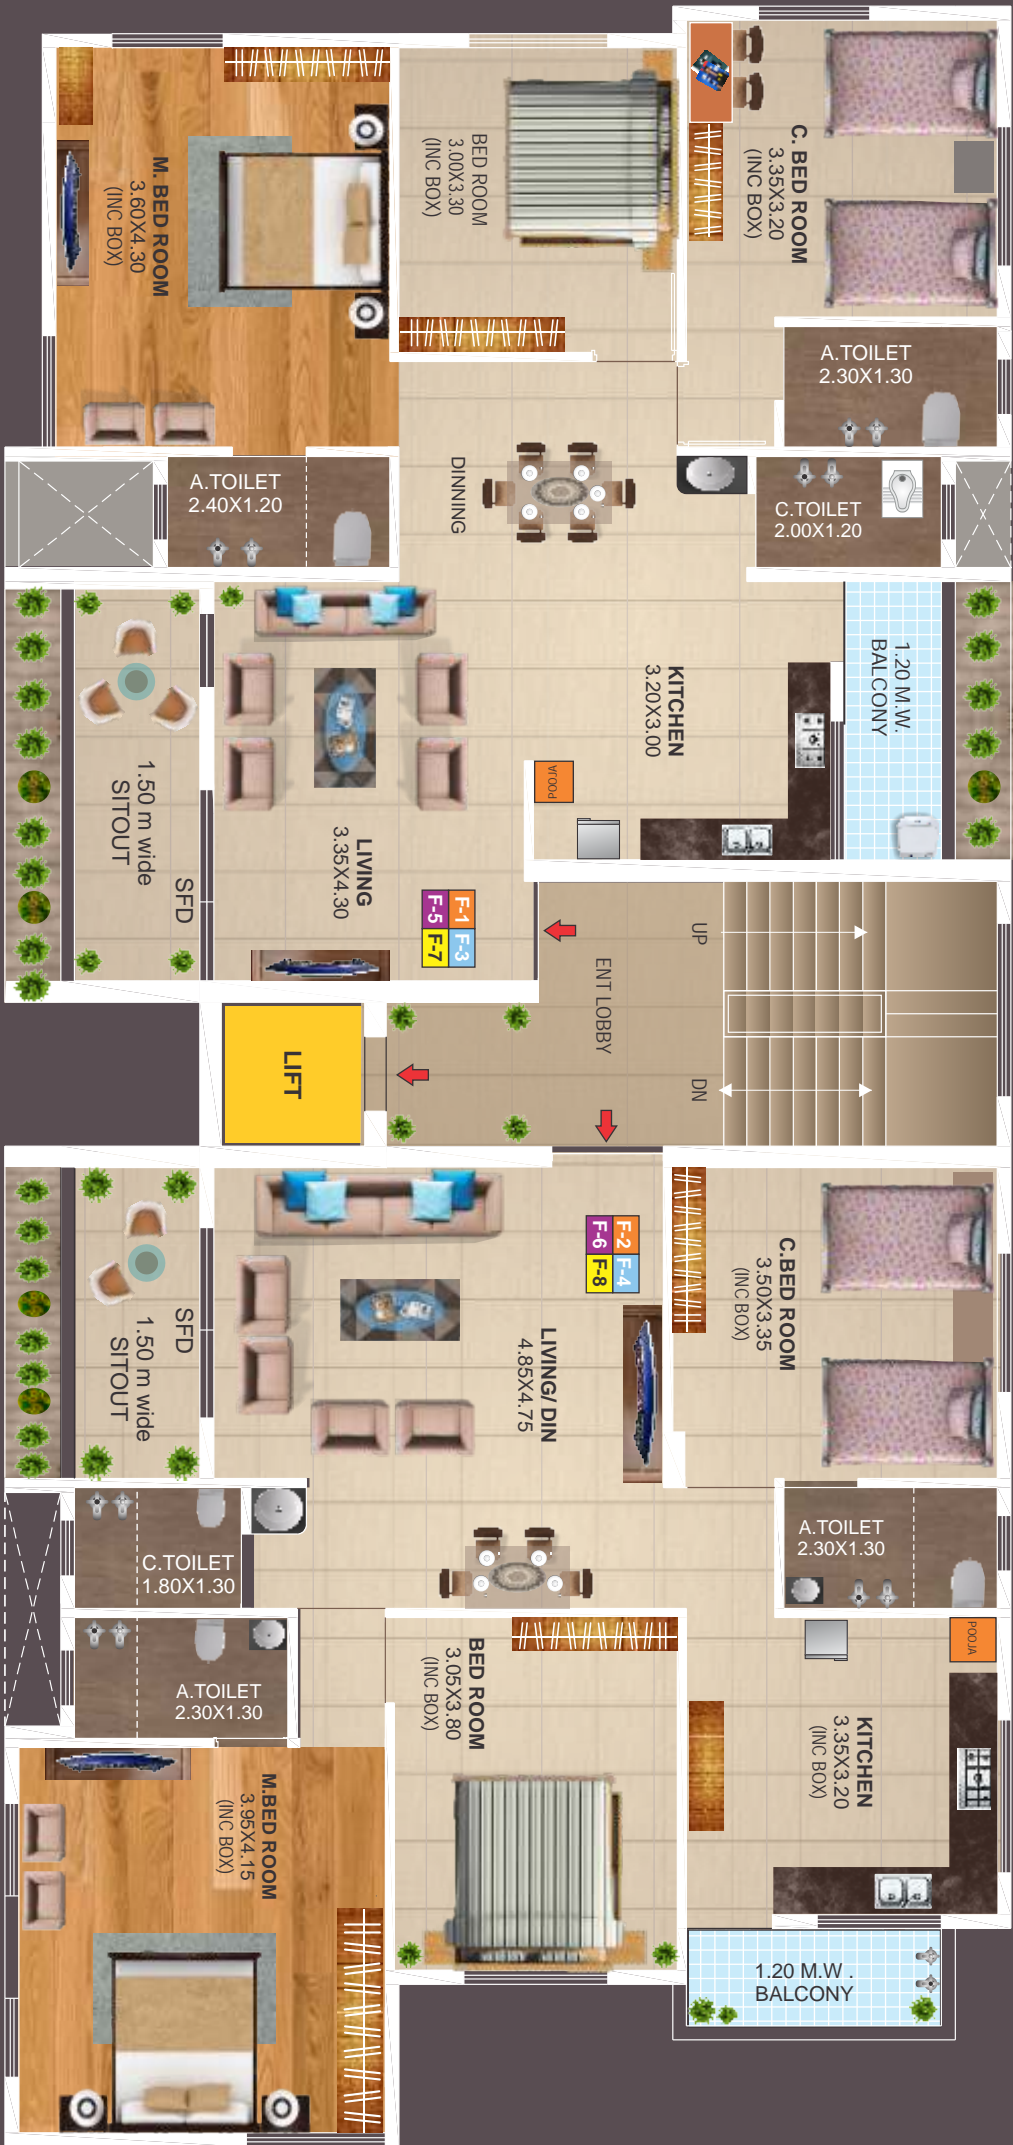 M. BED ROOM
3.60X4.30
(INC BOX)
BED ROOM
3.00X3.30
(INC BOX)
C. BED ROOM
3.35X3.20
(INC BOX)
A.TOILET
2.30X1.30
A.TOILET
2.40X1.20
DINNING
C.TOILET
2.00X1.20
1.20 M.W.
BALCONY
KITCHEN
3.20X3.00
POOJA
1.50 m wide
SITOUT
SFD
LIVING
3.35X4.30
F-1 F-3
F-5 F-7
UP
ENT LOBBY
DN
LIFT
F-2 F-4
F-6 F-8
C.BED ROOM
3.50X3.35
(INC BOX)
SFD
1.50 m wide
SITOUT
LIVING/ DIN
4.85X4.75
C.TOILET
1.80X1.30
A.TOILET
2.30X1.30
A.TOILET
2.30X1.30
BED ROOM
3.05X3.80
(INC BOX)
POOJA
KITCHEN
3.35X3.20
(INC BOX)
M.BED ROOM
3.95X4.15
(INC BOX)
1.20 M.W .
BALCONY